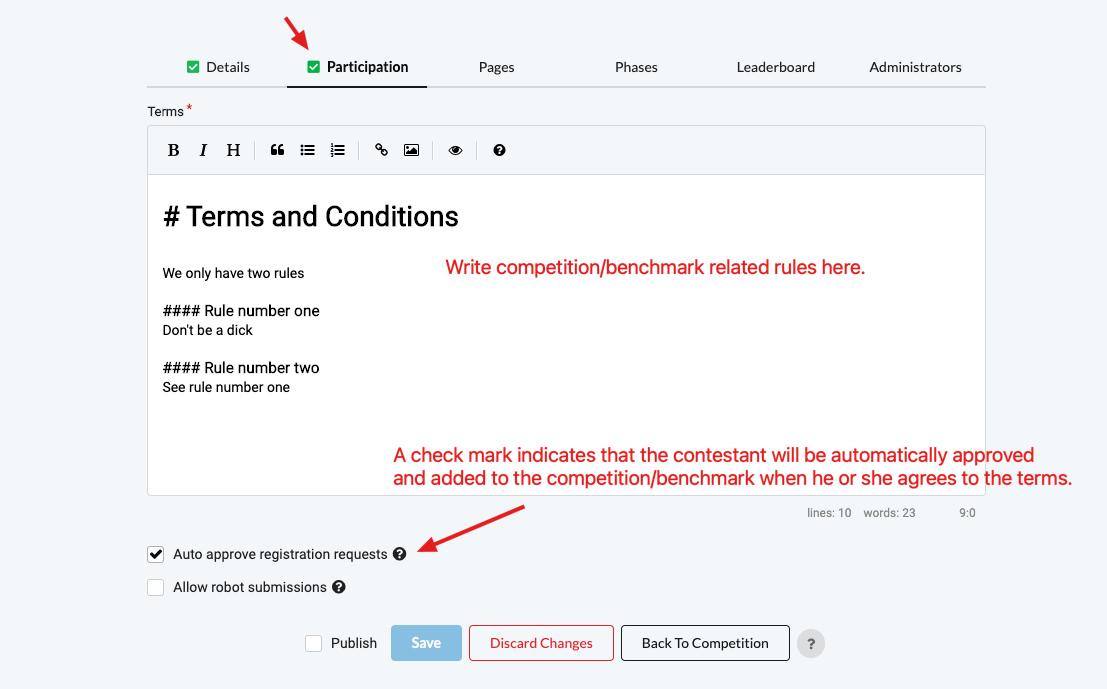 Details Participation Pages Phases Leaderboard Administrators
Terms *
B I H
# Terms and Conditions
We only have two rules
Write competition/benchmark related rules here.
#### Rule number one
Don't be a dick
#### Rule number two
See rule number one
A check mark indicates that the contestant will be automatically approved
and added to the competition/benchmark when he or she agrees to the terms.
lines: 10 words: 23 9:0
Auto approve registration requests ?
Allow robot submissions ?
Publish Save Discard Changes Back To Competition ?